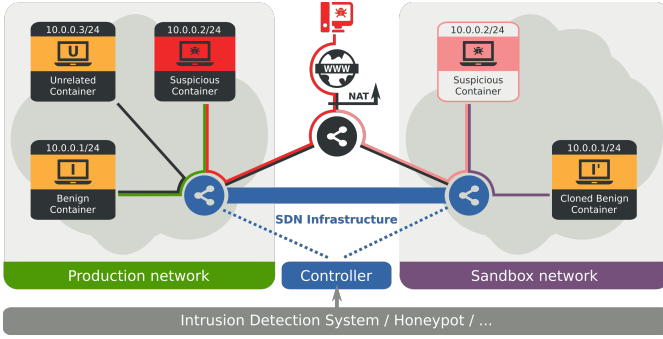 10.0.0.3/24
U
Unrelated
Container
10.0.0.2/24
Suspicious
Container
10.0.0.1/24
I
Benign
Container
WWW
NAT
10.0.0.2/24
Suspicious
Container
10.0.0.1/24
I'
Cloned Benign
Container
SDN Infrastructure
Production network
Controller
Sandbox network
Intrusion Detection System / Honeypot / ...